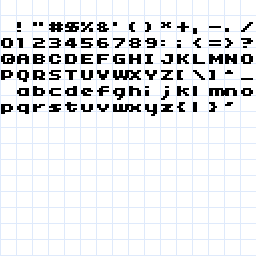 ! " # $ % & ' ( ) * + , - . /
0 1 2 3 4 5 6 7 8 9 : ; < = > ?
@ A B C D E F G H I J K L M N O
P Q R S T U V W X Y Z [ \ ] ^ _
a b c d e f g h i j k l m n o
p q r s t u v w x y z { | } ~